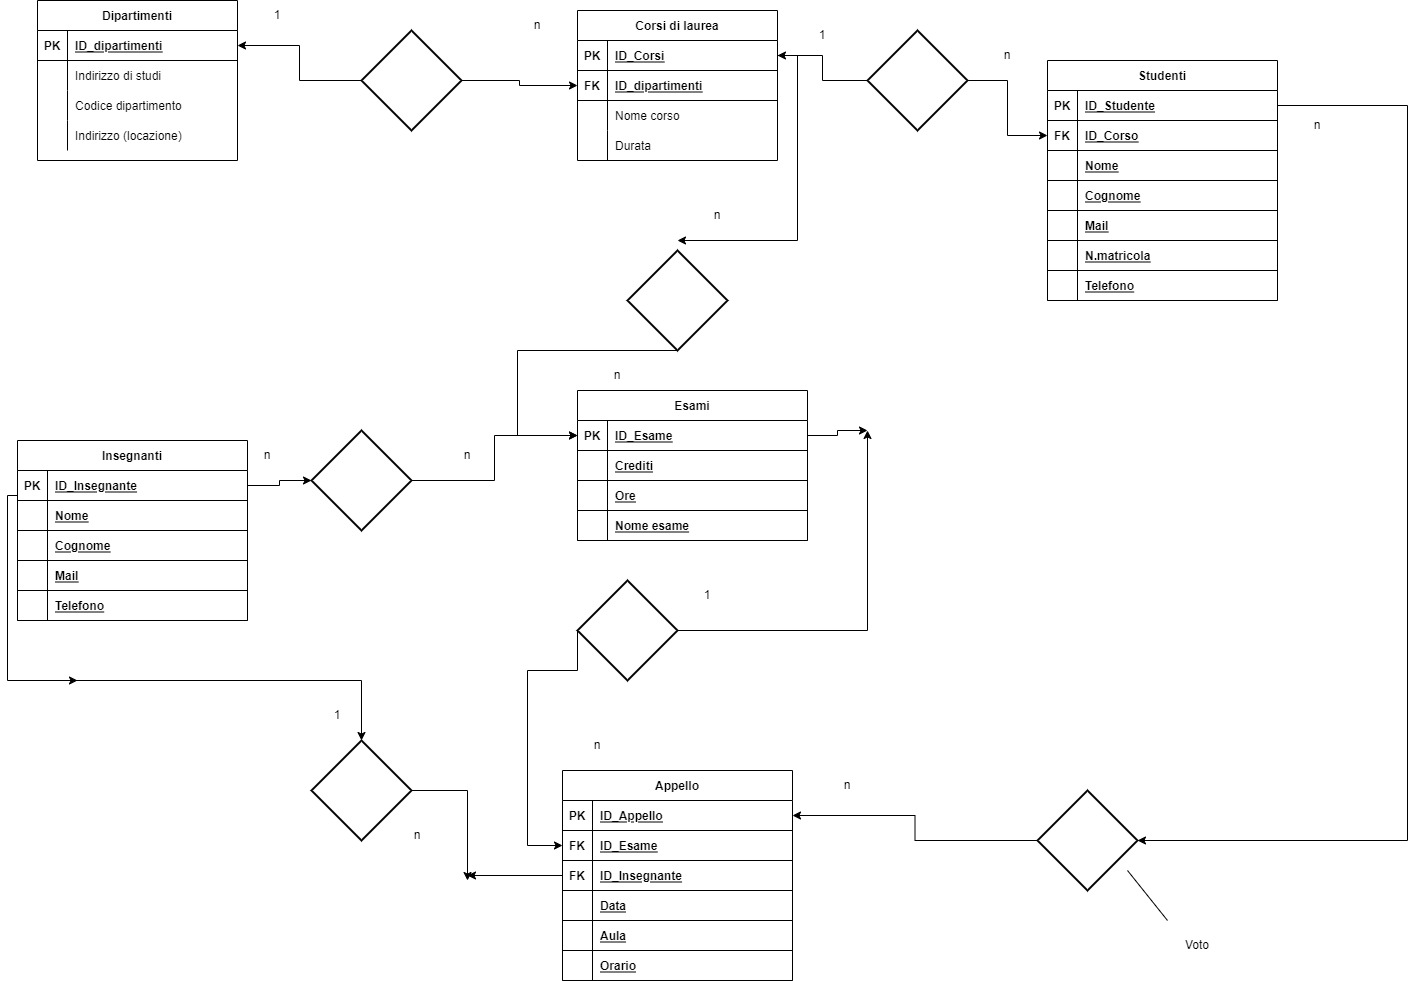 Dipartimenti
PK ID_dipartimenti
Indirizzo di studi
Codice dipartimento
Indirizzo (locazione)
1
n
Corsi di laurea
PK ID_Corsi
FK ID_dipartimenti
Nome corso
Durata
1
n
Studenti
PK ID_Studente
FK ID_Corso
Nome
Cognome
Mail
N.matricola
Telefono
n
n
n
Esami
PK ID_Esame
Crediti
Ore
Nome esame
Insegnanti
PK ID_Insegnante
Nome
Cognome
Mail
Telefono
n
n
1
1
n
n
Appello
PK ID_Appello
FK ID_Esame
FK ID_Insegnante
Data
Aula
Orario
n
Voto